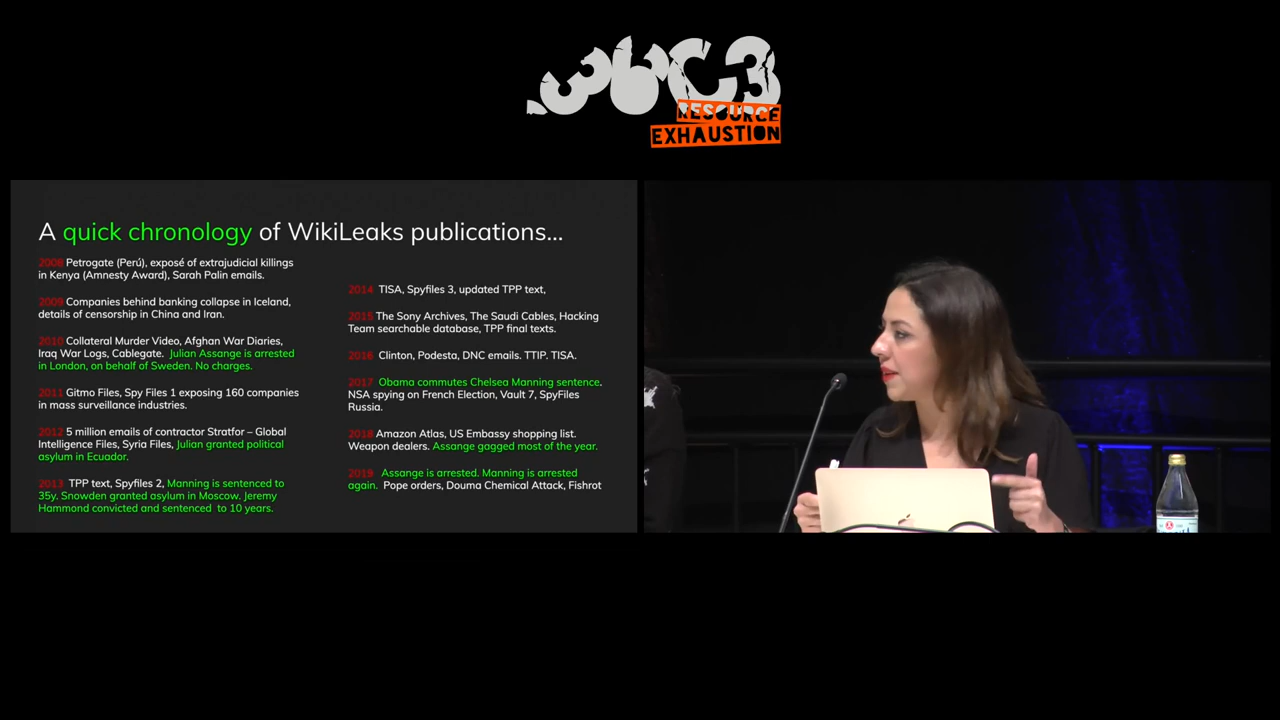 36C3
RESOURCE
EXHAUSTION
A quick chronology of WikiLeaks publications...
2008 Petrogate (Perú), exposé of extrajudicial killings
in Kenya (Amnesty Award), Sarah Palin emails.
2009 Companies behind banking collapse in Iceland,
details of censorship in China and Iran.
2010 Collateral Murder Video, Afghan War Diaries,
Iraq War Logs, Cablegate. Julian Assange is arrested
in London, on behalf of Sweden. No charges.
2011 Gitmo Files, Spy Files 1 exposing 160 companies
in mass surveillance industries.
2012 5 million emails of contractor Stratfor – Global
Intelligence Files, Syria Files, Julian granted political
asylum in Ecuador.
2013 TPP text, Spyfiles 2, Manning is sentenced to
35y. Snowden granted asylum in Moscow. Jeremy
Hammond convicted and sentenced to 10 years.
2014 TISA, Spyfiles 3, updated TPP text,
2015 The Sony Archives, The Saudi Cables, Hacking
Team searchable database, TPP final texts.
2016 Clinton, Podesta, DNC emails. TTIP. TISA.
2017 Obama commutes Chelsea Manning sentence.
NSA spying on French Election, Vault 7, SpyFiles
Russia.
2018 Amazon Atlas, US Embassy shopping list.
Weapon dealers. Assange gagged most of the year.
2019 Assange is arrested. Manning is arrested
again. Pope orders, Douma Chemical Attack, Fishrot